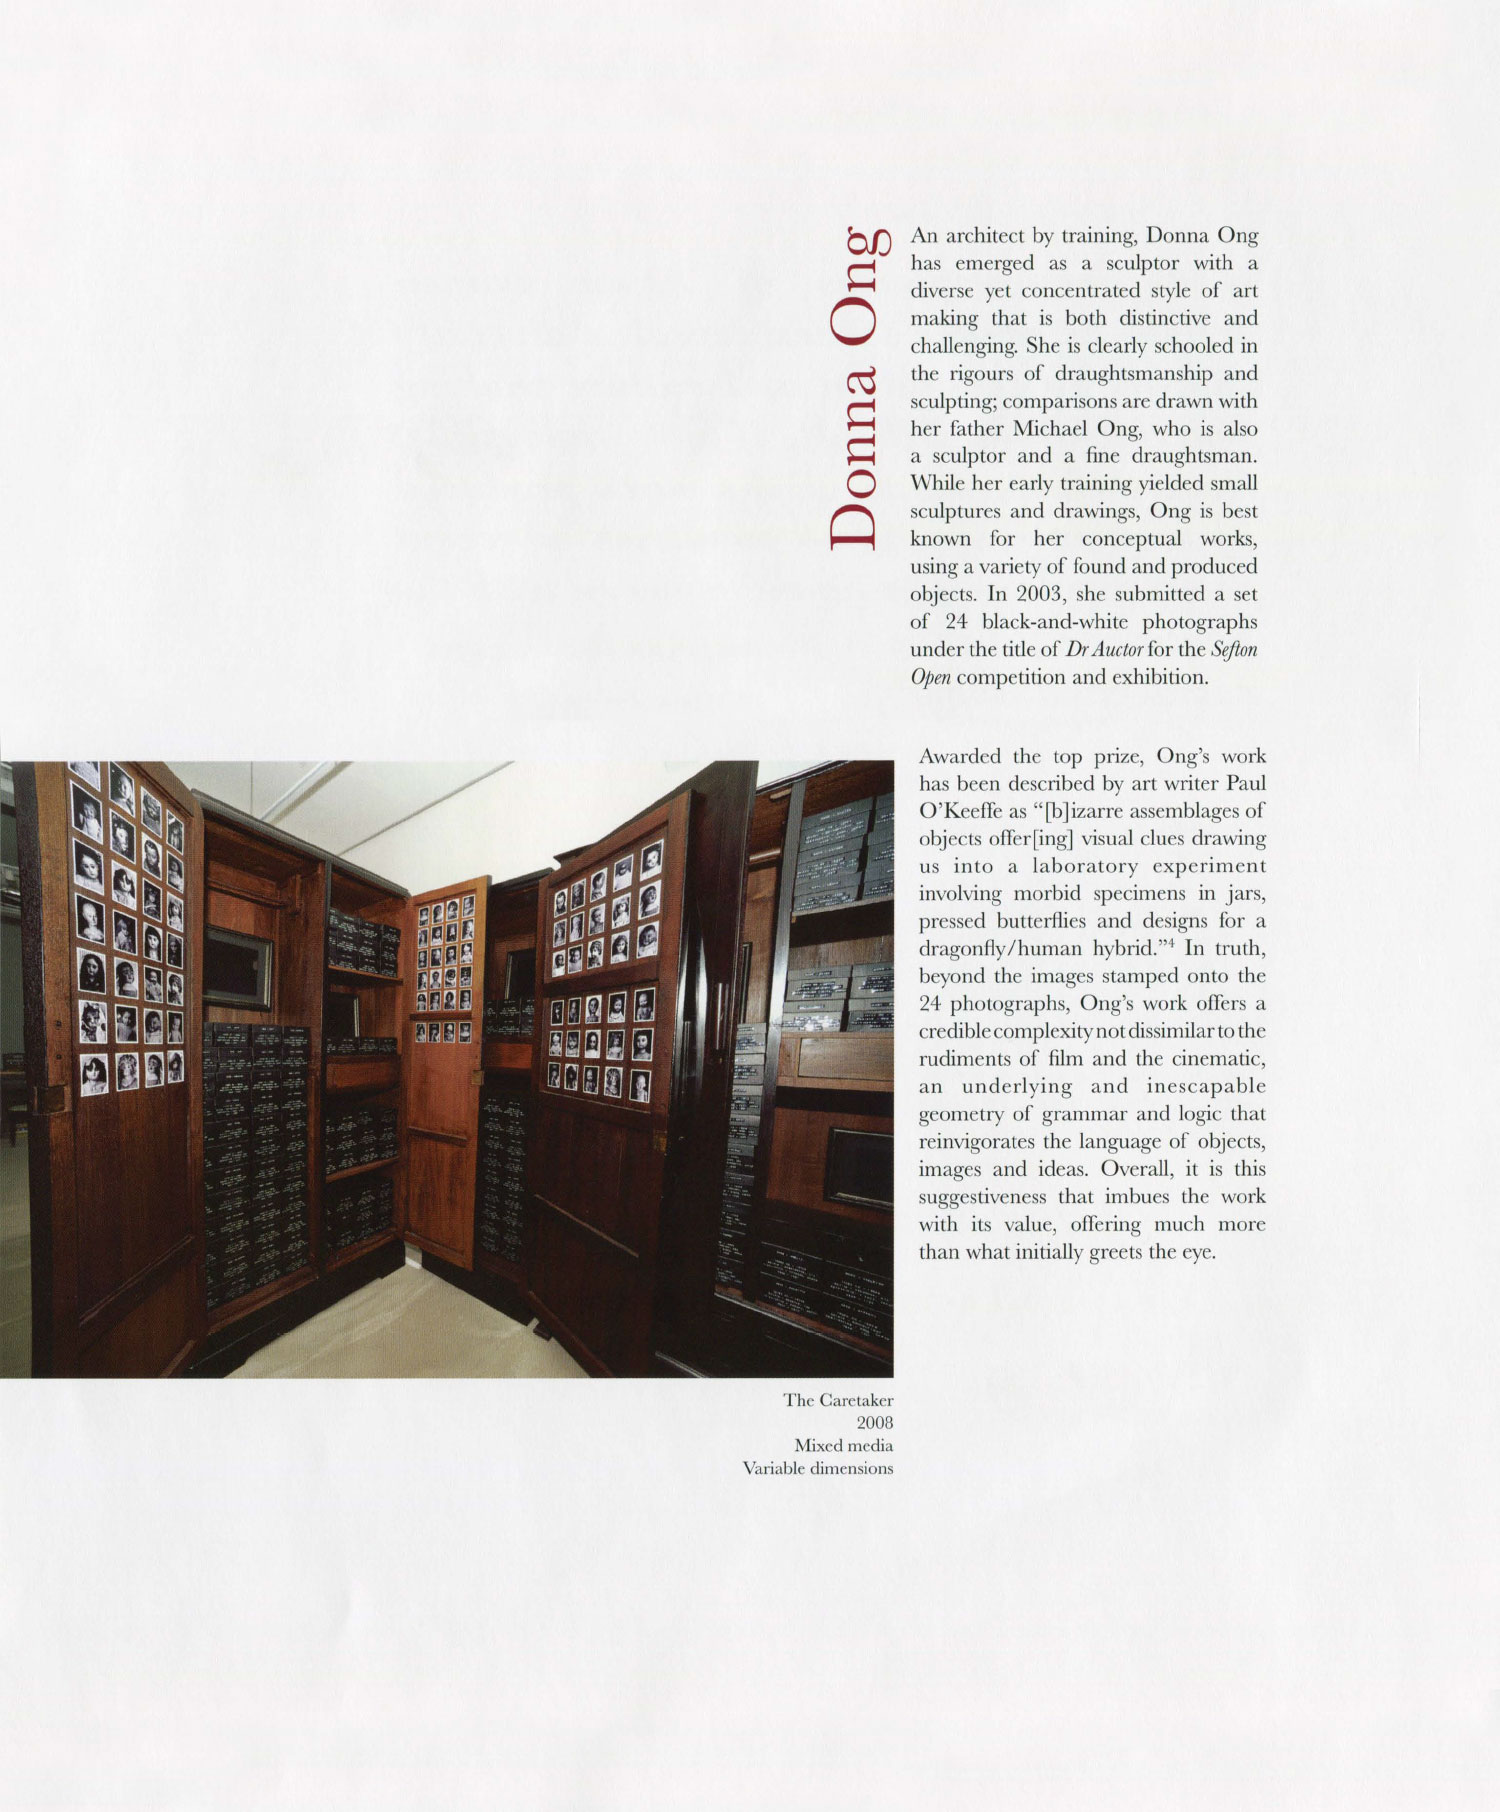 Donna Ong
An architect by training, Donna Ong
has emerged as a sculptor with a
diverse yet concentrated style of art
making that is both distinctive and
challenging. She is clearly schooled in
the rigours of draughtsmanship and
sculpting; comparisons are drawn with
her father Michael Ong, who is also
a sculptor and a fine draughtsman.
While her early training yielded small
sculptures and drawings, Ong is best
known for her conceptual works,
using a variety of found and produced
objects. In 2003, she submitted a set
of 24 black-and-white photographs
under the title of Dr Auctor for the Sefton
Open competition and exhibition.
Awarded the top prize, Ong's work
has been described by art writer Paul
O'Keeffe as “[b]izarre assemblages of
objects offer[ing] visual clues drawing
us into a laboratory experiment
involving morbid specimens in jars,
pressed butterflies and designs for a
dragonfly/human hybrid.”⁴ In truth,
beyond the images stamped onto the
24 photographs, Ong's work offers a
credible complexity not dissimilar to the
rudiments of film and the cinematic,
an underlying and inescapable
geometry of grammar and logic that
reinvigorates the language of objects,
images and ideas. Overall, it is this
suggestiveness that imbues the work
with its value, offering much more
than what initially greets the eye.
The Caretaker
2008
Mixed media
Variable dimensions